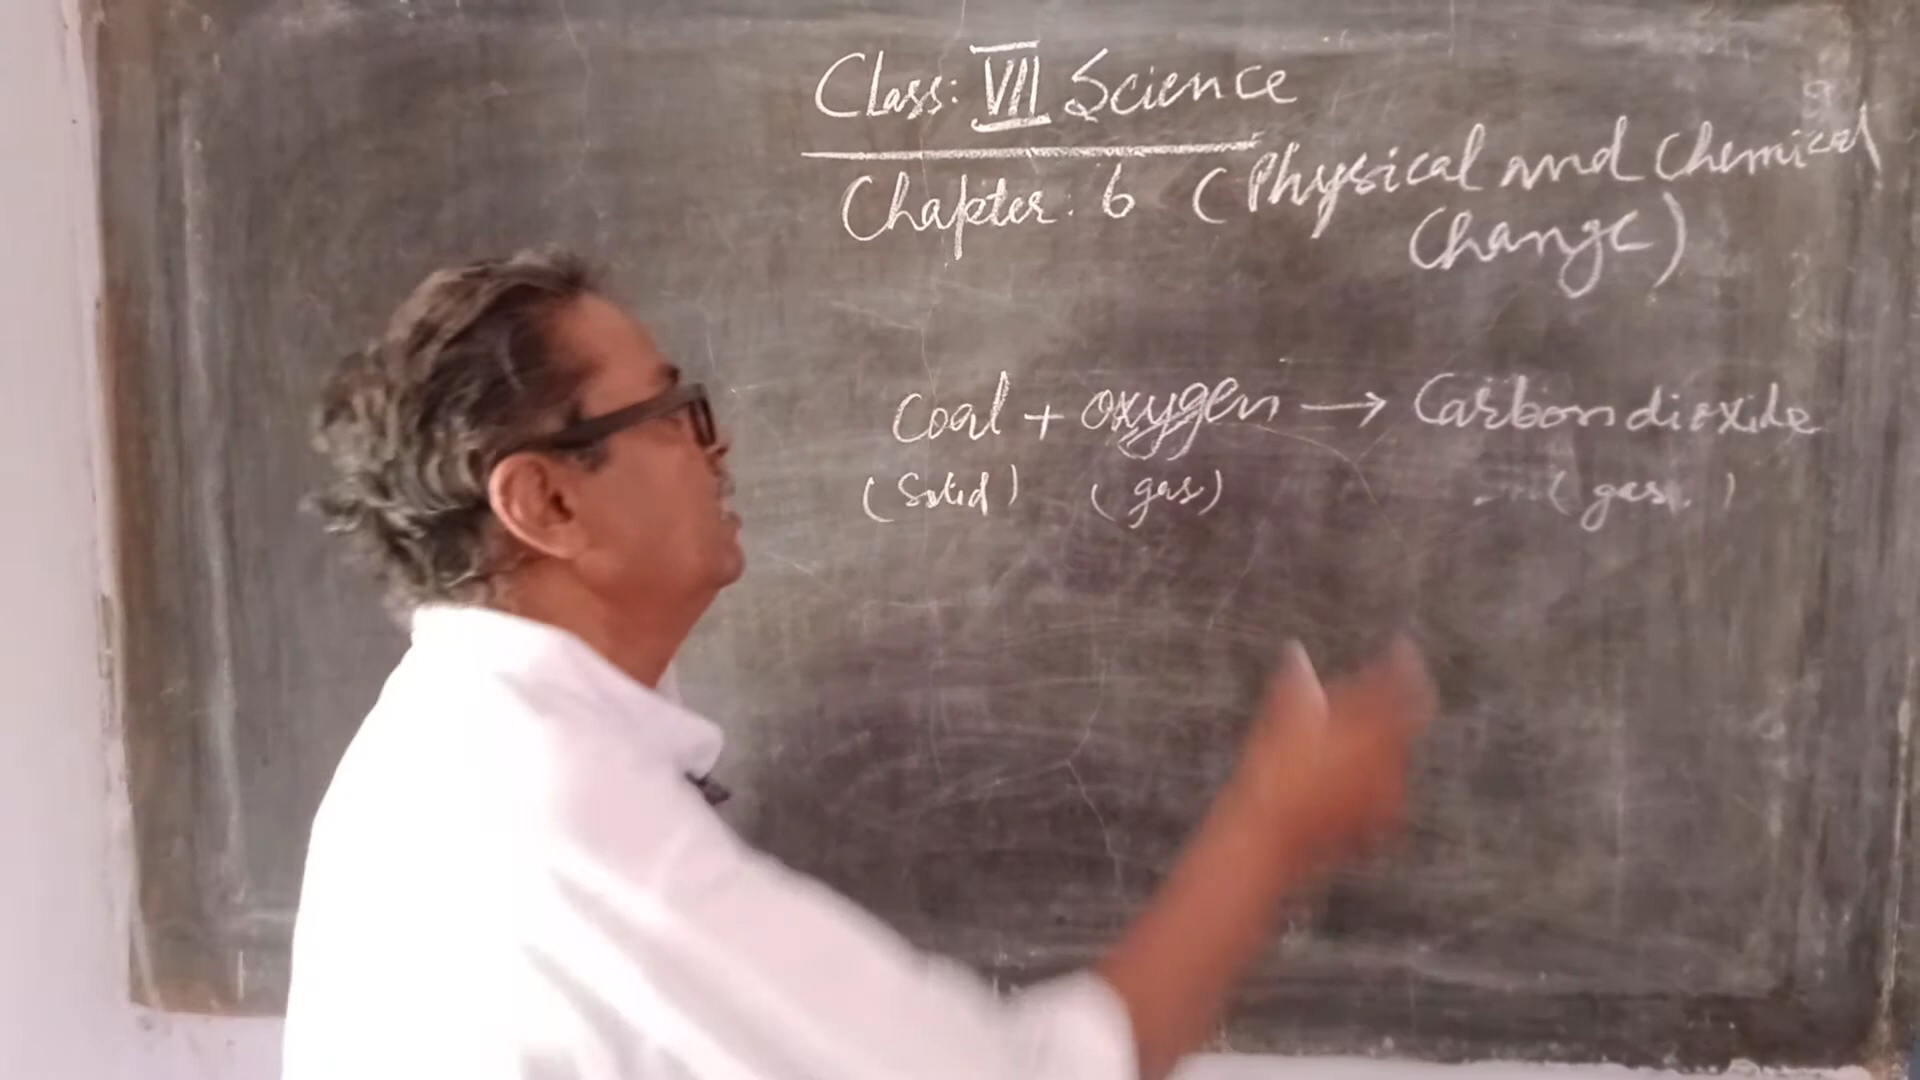 Class: VII Science
Chapter: 6 (Physical and Chemical
Change)
Coal + oxygen → Carbondioxide
(Solid) (gas) (gas)